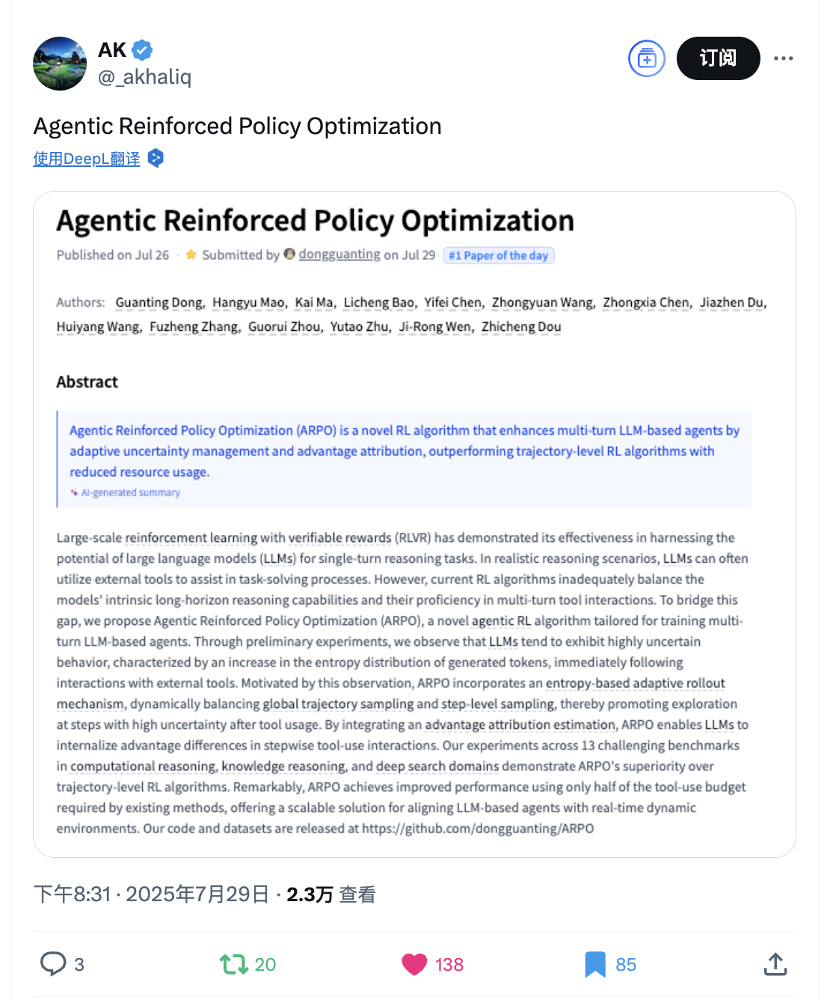 AK
@_akhaliq
订阅
Agentic Reinforced Policy Optimization
使用DeepL翻译
Agentic Reinforced Policy Optimization
Published on Jul 26 · Submitted by dongguanting on Jul 29 #1 Paper of the day
Authors: Guanting Dong, Hangyu Mao, Kai Ma, Licheng Bao, Yifei Chen, Zhongyuan Wang, Zhongxia Chen, Jiazhen Du,
Huiyang Wang, Fuzheng Zhang, Guorui Zhou, Yutao Zhu, Ji-Rong Wen, Zhicheng Dou
Abstract
Agentic Reinforced Policy Optimization (ARPO) is a novel RL algorithm that enhances multi-turn LLM-based agents by
adaptive uncertainty management and advantage attribution, outperforming trajectory-level RL algorithms with
reduced resource usage.
AI-generated summary
Large-scale reinforcement learning with verifiable rewards (RLVR) has demonstrated its effectiveness in harnessing the
potential of large language models (LLMs) for single-turn reasoning tasks. In realistic reasoning scenarios, LLMs can often
utilize external tools to assist in task-solving processes. However, current RL algorithms inadequately balance the
models' intrinsic long-horizon reasoning capabilities and their proficiency in multi-turn tool interactions. To bridge this
gap, we propose Agentic Reinforced Policy Optimization (ARPO), a novel agentic RL algorithm tailored for training multi-
turn LLM-based agents. Through preliminary experiments, we observe that LLMs tend to exhibit highly uncertain
behavior, characterized by an increase in the entropy distribution of generated tokens, immediately following
interactions with external tools. Motivated by this observation, ARPO incorporates an entropy-based adaptive rollout
mechanism, dynamically balancing global trajectory sampling and step-level sampling, thereby promoting exploration
at steps with high uncertainty after tool usage. By integrating an advantage attribution estimation, ARPO enables LLMs to
internalize advantage differences in stepwise tool-use interactions. Our experiments across 13 challenging benchmarks
in computational reasoning, knowledge reasoning, and deep search domains demonstrate ARPO's superiority over
trajectory-level RL algorithms. Remarkably, ARPO achieves improved performance using only half of the tool-use budget
required by existing methods, offering a scalable solution for aligning LLM-based agents with real-time dynamic
environments. Our code and datasets are released at https://github.com/dongguanting/ARPO
下午8:31 · 2025年7月29日 · 2.3万 查看
3 20 138 85